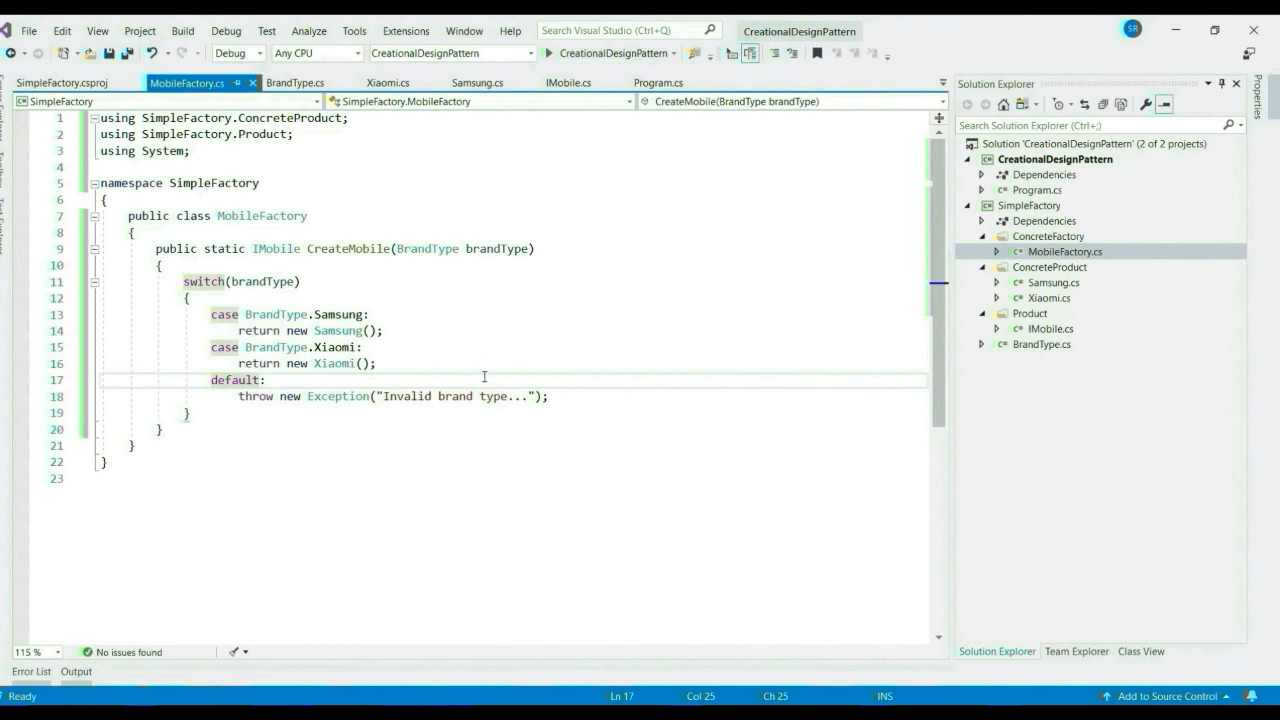 File Edit View Project Build Debug Test Analyze Tools Extensions Window Help Search Visual Studio (Ctrl+Q) CreationalDesignPattern SR
Debug Any CPU CreationalDesignPattern CreationalDesignPattern
SimpleFactory.csproj MobileFactory.cs BrandType.cs Xiaomi.cs Samsung.cs IMobile.cs Program.cs
SimpleFactory SimpleFactory.MobileFactory CreateMobile(BrandType brandType)
1 using SimpleFactory.ConcreteProduct;
2 using SimpleFactory.Product;
3 using System;
4
5 namespace SimpleFactory
6 {
7 public class MobileFactory
8 {
9 public static IMobile CreateMobile(BrandType brandType)
10 {
11 switch(brandType)
12 {
13 case BrandType.Samsung:
14 return new Samsung();
15 case BrandType.Xiaomi:
16 return new Xiaomi();
17 default:
18 throw new Exception("Invalid brand type...");
19 }
20 }
21 }
22 }
23
115 % No issues found
Error List Output
Ready Ln 17 Col 25 Ch 25 INS Add to Source Control
Solution Explorer
Search Solution Explorer (Ctrl+;)
Solution 'CreationalDesignPattern' (2 of 2 projects)
CreationalDesignPattern
Dependencies
C# Program.cs
SimpleFactory
Dependencies
ConcreteFactory
C# MobileFactory.cs
ConcreteProduct
C# Samsung.cs
C# Xiaomi.cs
Product
C# IMobile.cs
C# BrandType.cs
Solution Explorer Team Explorer Class View
Properties